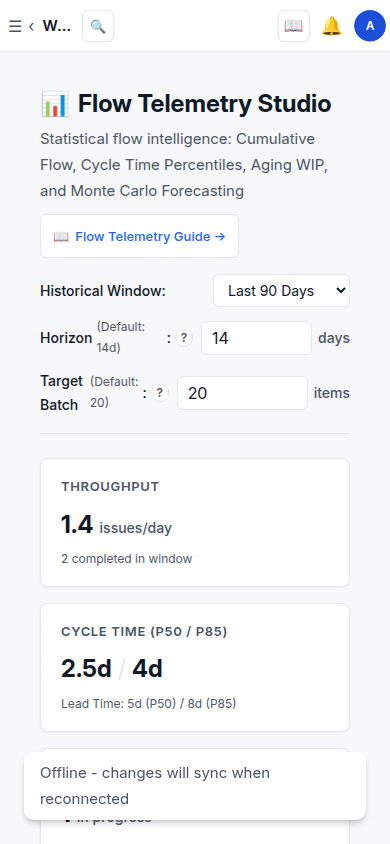 W...
A
Flow Telemetry Studio
Statistical flow intelligence: Cumulative
Flow, Cycle Time Percentiles, Aging WIP,
and Monte Carlo Forecasting
Flow Telemetry Guide →
Historical Window: Last 90 Days
Horizon (Default: 14d) : ? 14 days
Target Batch (Default: 20) : ? 20 items
THROUGHPUT
1.4 issues/day
2 completed in window
CYCLE TIME (P50 / P85)
2.5d / 4d
Lead Time: 5d (P50) / 8d (P85)
Offline - changes will sync when
reconnected
in progress